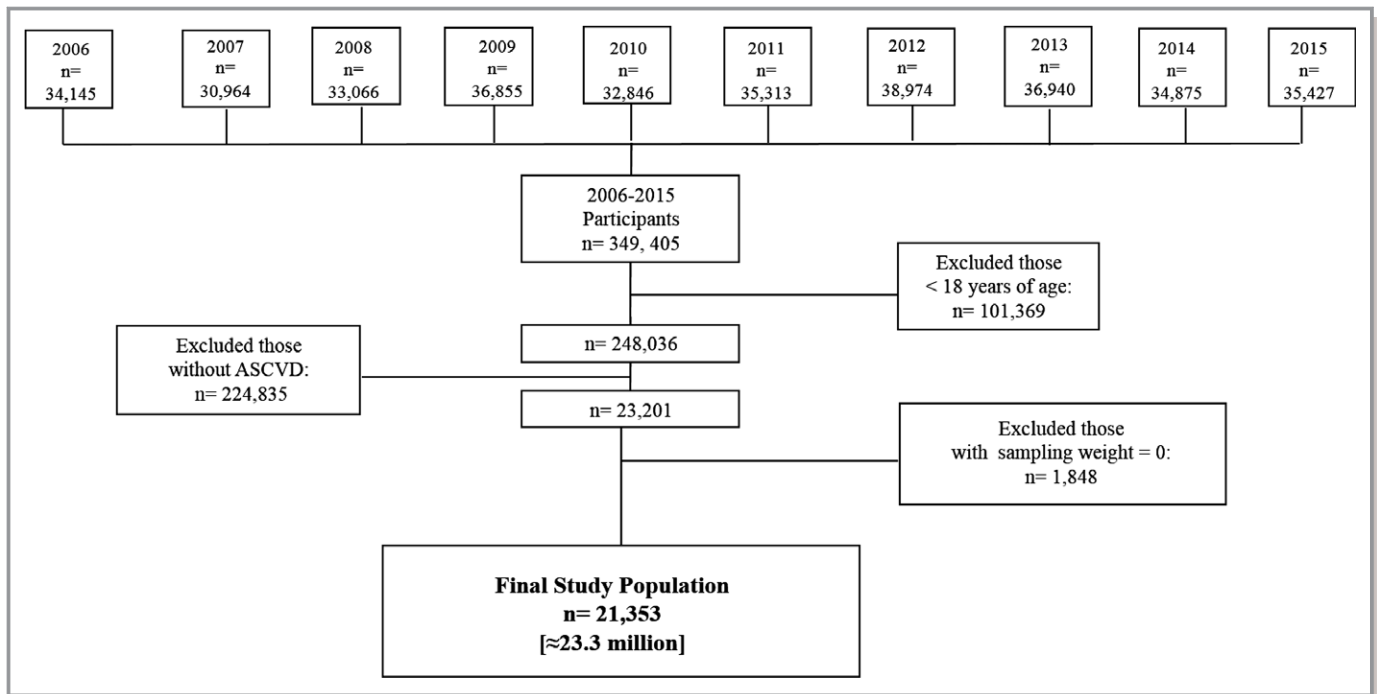 2006
n=
34,145
2007
n=
30,964
2008
n=
33,066
2009
n=
36,855
2010
n=
32,846
2011
n=
35,313
2012
n=
38,974
2013
n=
36,940
2014
n=
34,875
2015
n=
35,427
2006-2015
Participants
n= 349, 405
Excluded those
< 18 years of age:
n= 101,369
n= 248,036
Excluded those
without ASCVD:
n= 224,835
n= 23,201
Excluded those
with sampling weight = 0:
n= 1,848
Final Study Population
n= 21,353
[≈23.3 million]